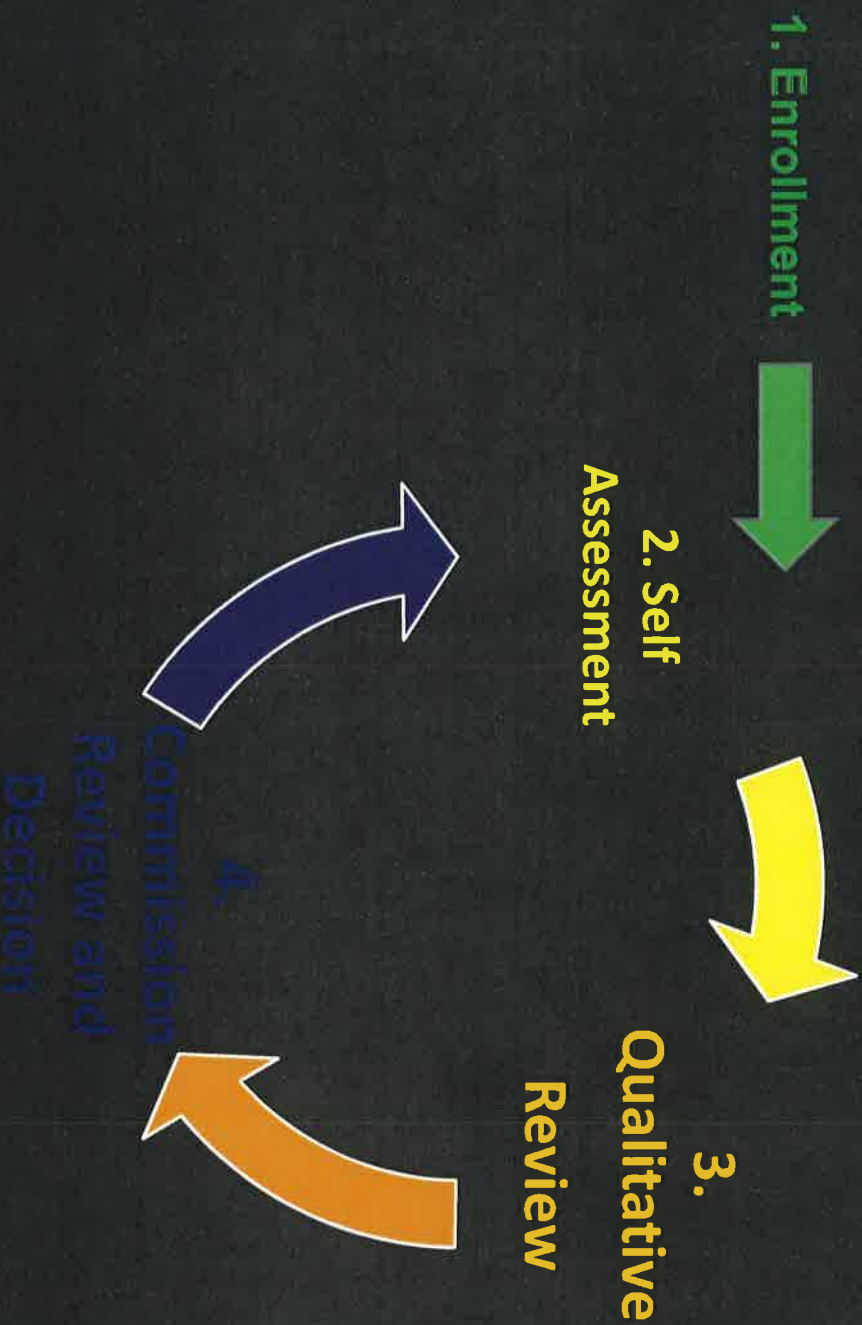 1. Enrollment
2. Self
Assessment
3.
Qualitative
Review
4.
Commission
Review and
Decision